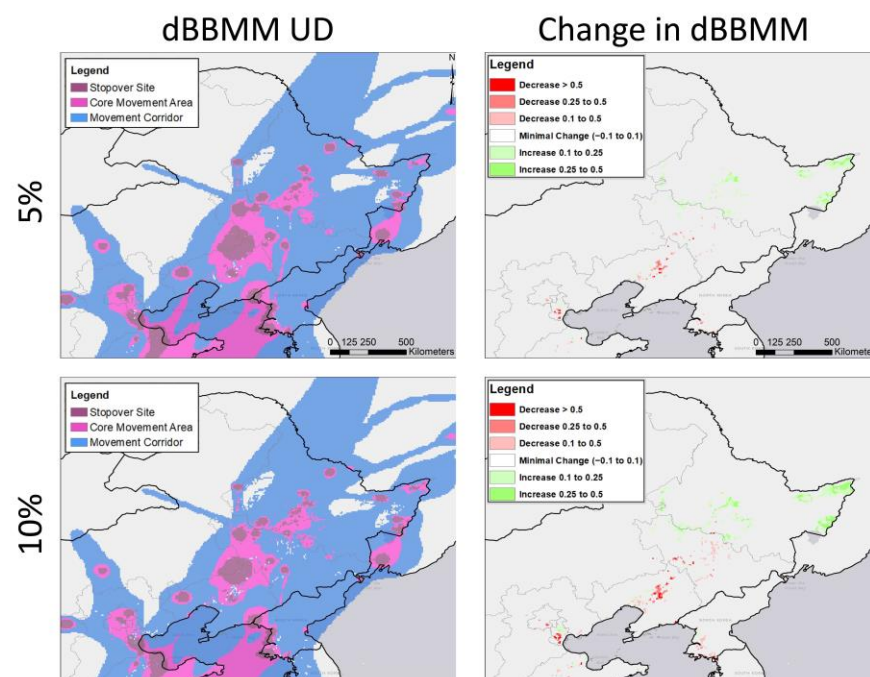 dBBMM UD
Change in dBBMM
5%
Legend
Stopover Site
Core Movement Area
Movement Corridor
N
0 125 250 500
Kilometers
Legend
Decrease > 0.5
Decrease 0.25 to 0.5
Decrease 0.1 to 0.5
Minimal Change (−0.1 to 0.1)
Increase 0.1 to 0.25
Increase 0.25 to 0.5
0 125 250 500
Kilometers
10%
Legend
Stopover Site
Core Movement Area
Movement Corridor
Legend
Decrease > 0.5
Decrease 0.25 to 0.5
Decrease 0.1 to 0.5
Minimal Change (−0.1 to 0.1)
Increase 0.1 to 0.25
Increase 0.25 to 0.5